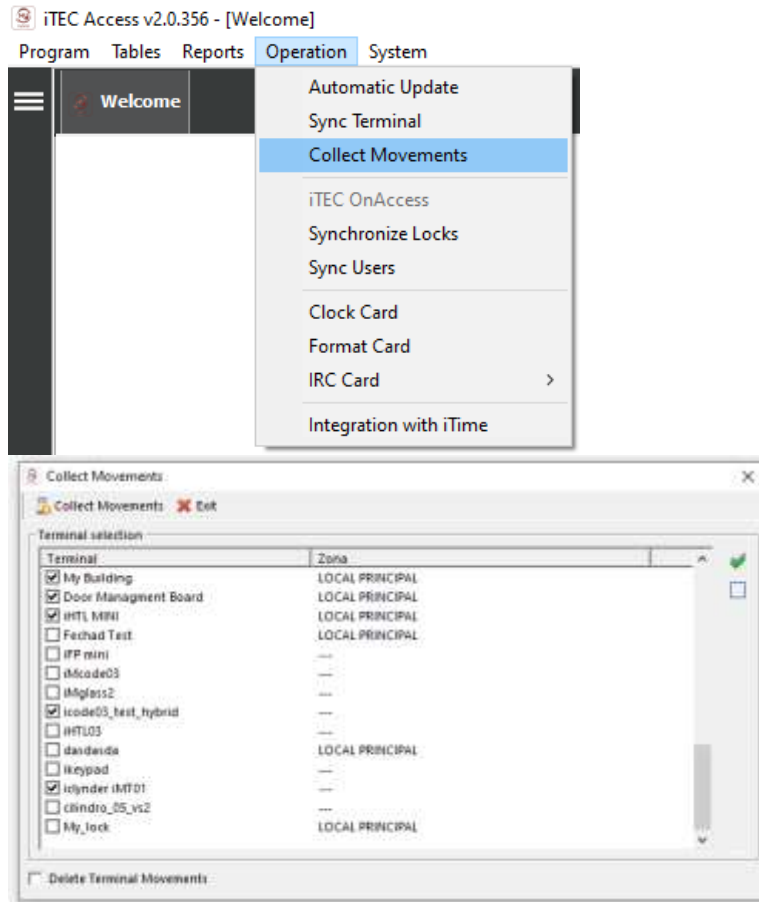 iTEC Access v2.0.356 - [Welcome]
Program Tables Reports Operation System
Welcome
Automatic Update
Sync Terminal
Collect Movements
iTEC OnAccess
Synchronize Locks
Sync Users
Clock Card
Format Card
IRC Card
Integration with iTime
Collect Movements
Collect Movements Exit
Terminal selection
Terminal Zona
My Building LOCAL PRINCIPAL
Door Managment Board LOCAL PRINCIPAL
iHTL MINI LOCAL PRINCIPAL
Fechad Test LOCAL PRINCIPAL
iFP mini ---
iMcode03 ---
iMglass2 ---
icode03_test_hybrid ---
iHTL03 ---
dasdasda LOCAL PRINCIPAL
ikeypad ---
iclynder iMT01 ---
cilindro_05_vs2 ---
My_lock LOCAL PRINCIPAL
Delete Terminal Movements